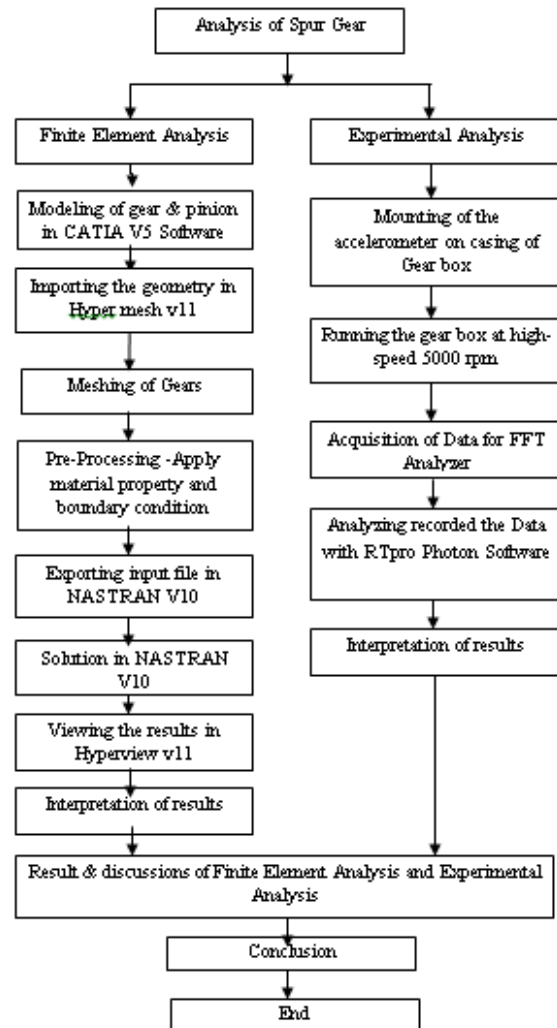 Analysis of Spur Gear
Finite Element Analysis
Modeling of gear & pinion
in CATIA V5 Software
Importing the geometry in
Hyper mesh v11
Meshing of Gears
Pre-Processing -Apply
material property and
boundary condition
Exporting input file in
NASTRAN V10
Solution in NASTRAN
V10
Viewing the results in
Hyperview v11
Interpretation of results
Experimental Analysis
Mounting of the
accelerometer on casing of
Gear box
Running the gear box at high-
speed 5000 rpm
Acquisition of Data for FFT
Analyzer
Analyzing recorded the Data
with RTpro Photon Software
Interpretation of results
Result & discussions of Finite Element Analysis and Experimental
Analysis
Conclusion
End